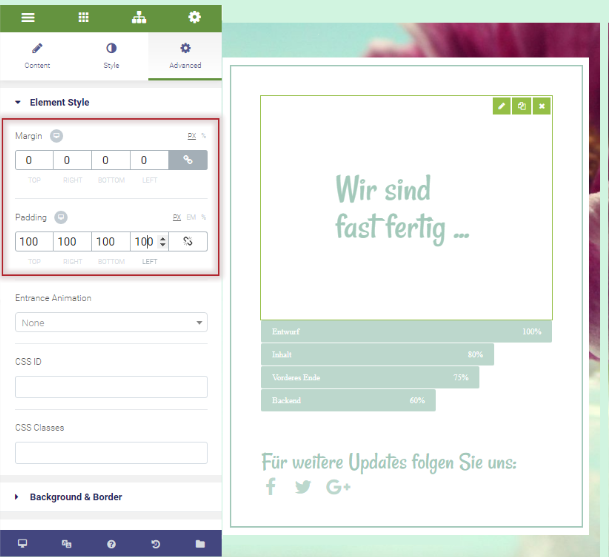 Content
Style
Advanced
Element Style
Margin
PX %
0 0 0 0
TOP RIGHT BOTTOM LEFT
Padding
PX EM %
100 100 100 100
TOP RIGHT BOTTOM LEFT
Entrance Animation
None
CSS ID
CSS Classes
Background & Border
Wir sind
fast fertig ...
Entwurf 100%
Inhalt 80%
Vorderes Ende 75%
Backend 60%
Für weitere Updates folgen Sie uns: